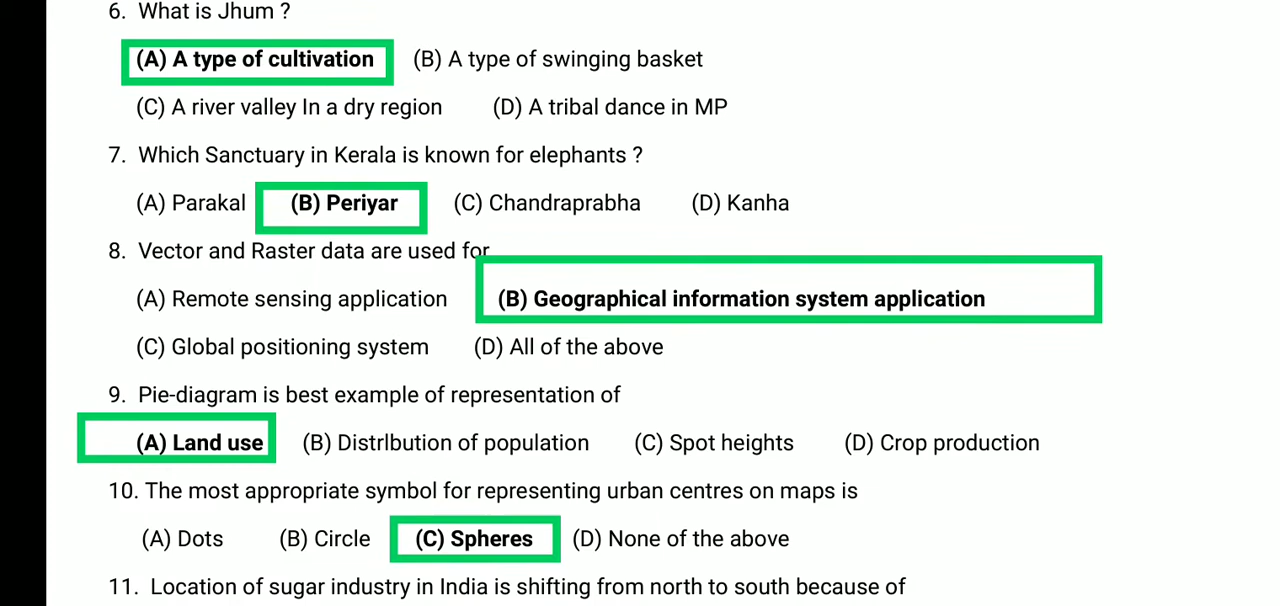 6. What is Jhum ?
(A) A type of cultivation (B) A type of swinging basket
(C) A river valley In a dry region (D) A tribal dance in MP
7. Which Sanctuary in Kerala is known for elephants ?
(A) Parakal (B) Periyar (C) Chandraprabha (D) Kanha
8. Vector and Raster data are used for
(A) Remote sensing application (B) Geographical information system application
(C) Global positioning system (D) All of the above
9. Pie-diagram is best example of representation of
(A) Land use (B) Distrlbution of population (C) Spot heights (D) Crop production
10. The most appropriate symbol for representing urban centres on maps is
(A) Dots (B) Circle (C) Spheres (D) None of the above
11. Location of sugar industry in India is shifting from north to south because of